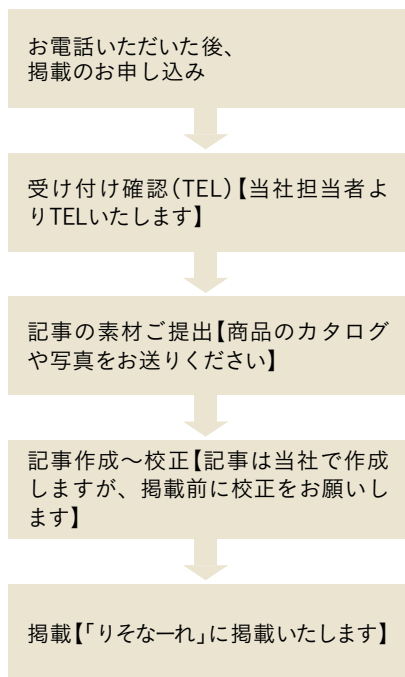 お電話いただいた後、
掲載のお申し込み
受け付け確認(TEL)【当社担当者よ
りTELいたします】
記事の素材ご提出【商品のカタログ
や写真をお送りください】
記事作成～校正【記事は当社で作成
しますが、掲載前に校正をお願いし
ます】
掲載【「りそなーれ」に掲載いたします】